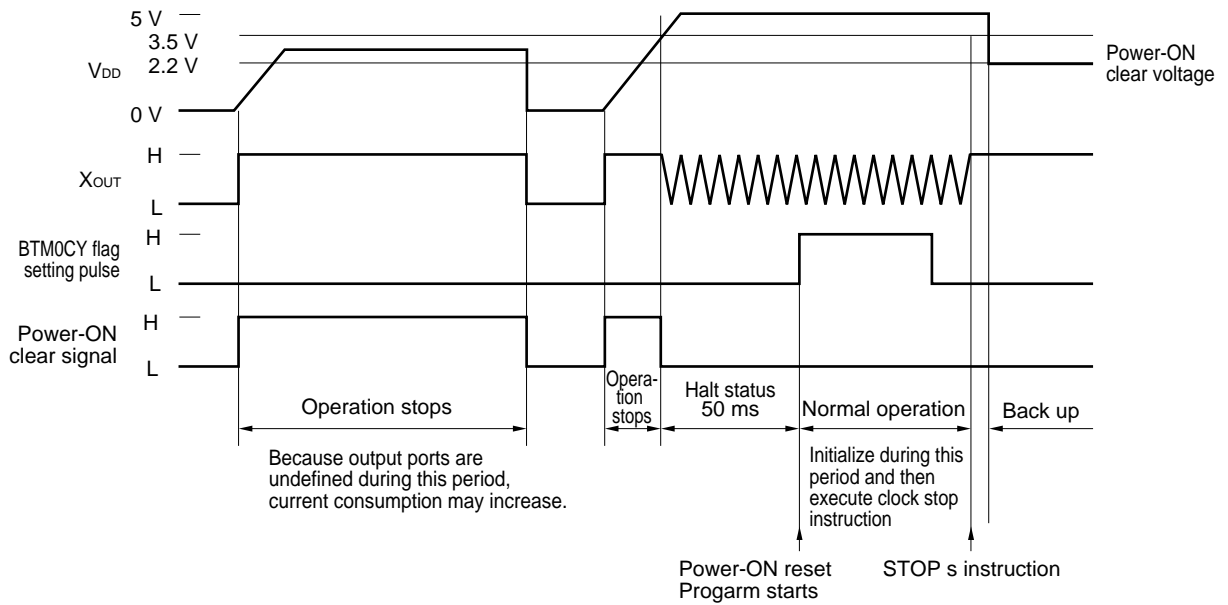 5 V
3.5 V
VDD
2.2 V
0 V
Power-ON
clear voltage
H
XOUT
L
BTM0CY flag
setting pulse
H
L
Power-ON
clear signal
H
L
Operation stops
Opera-
tion
stops
Halt status
50 ms
Normal operation
Back up
Because output ports are
undefined during this period,
current consumption may increase.
Initialize during this
period and then
execute clock stop
instruction
Power-ON reset
Progarm starts
STOP s instruction